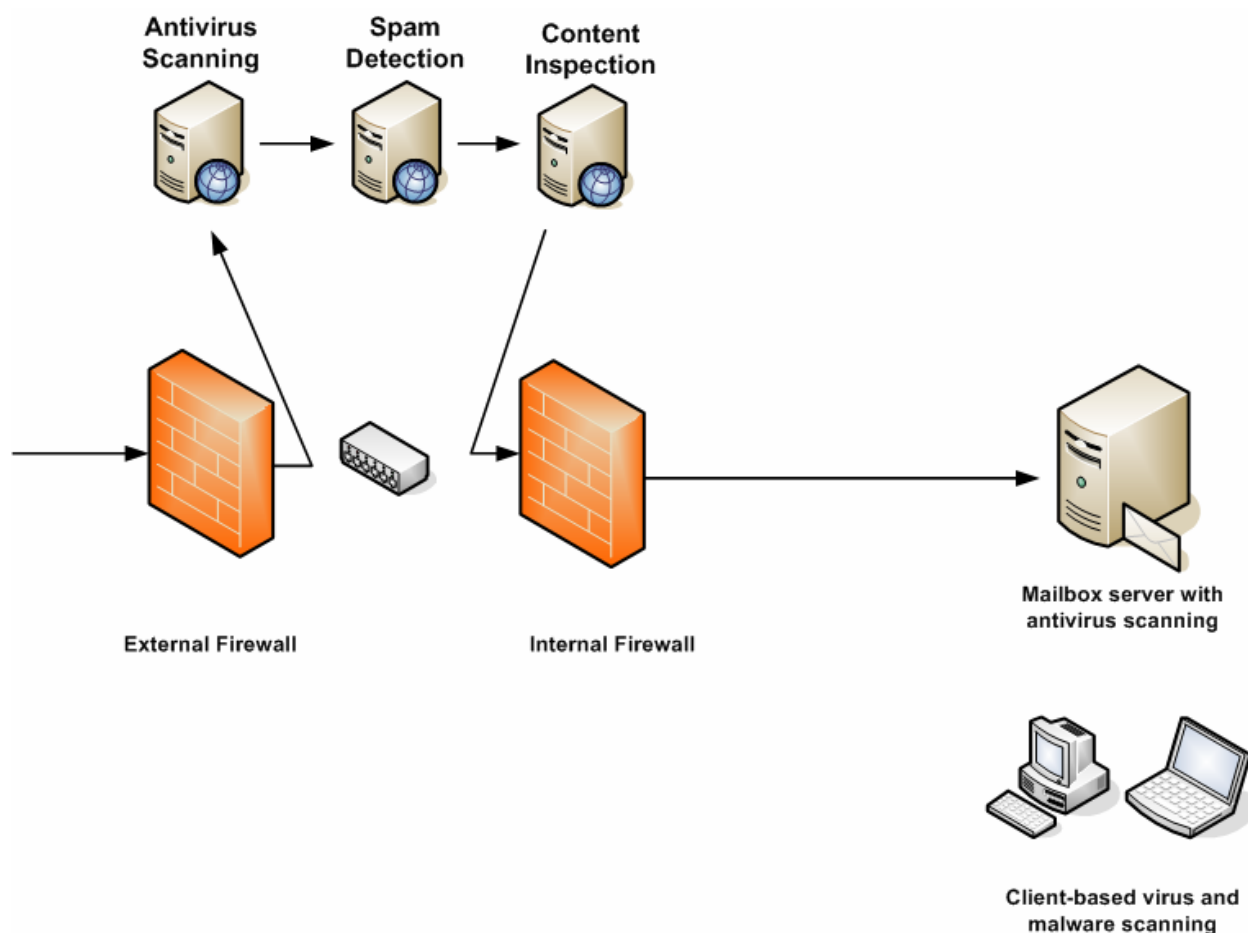 Antivirus
Scanning
Spam
Detection
Content
Inspection
External Firewall
Internal Firewall
Mailbox server with
antivirus scanning
Client-based virus and
malware scanning